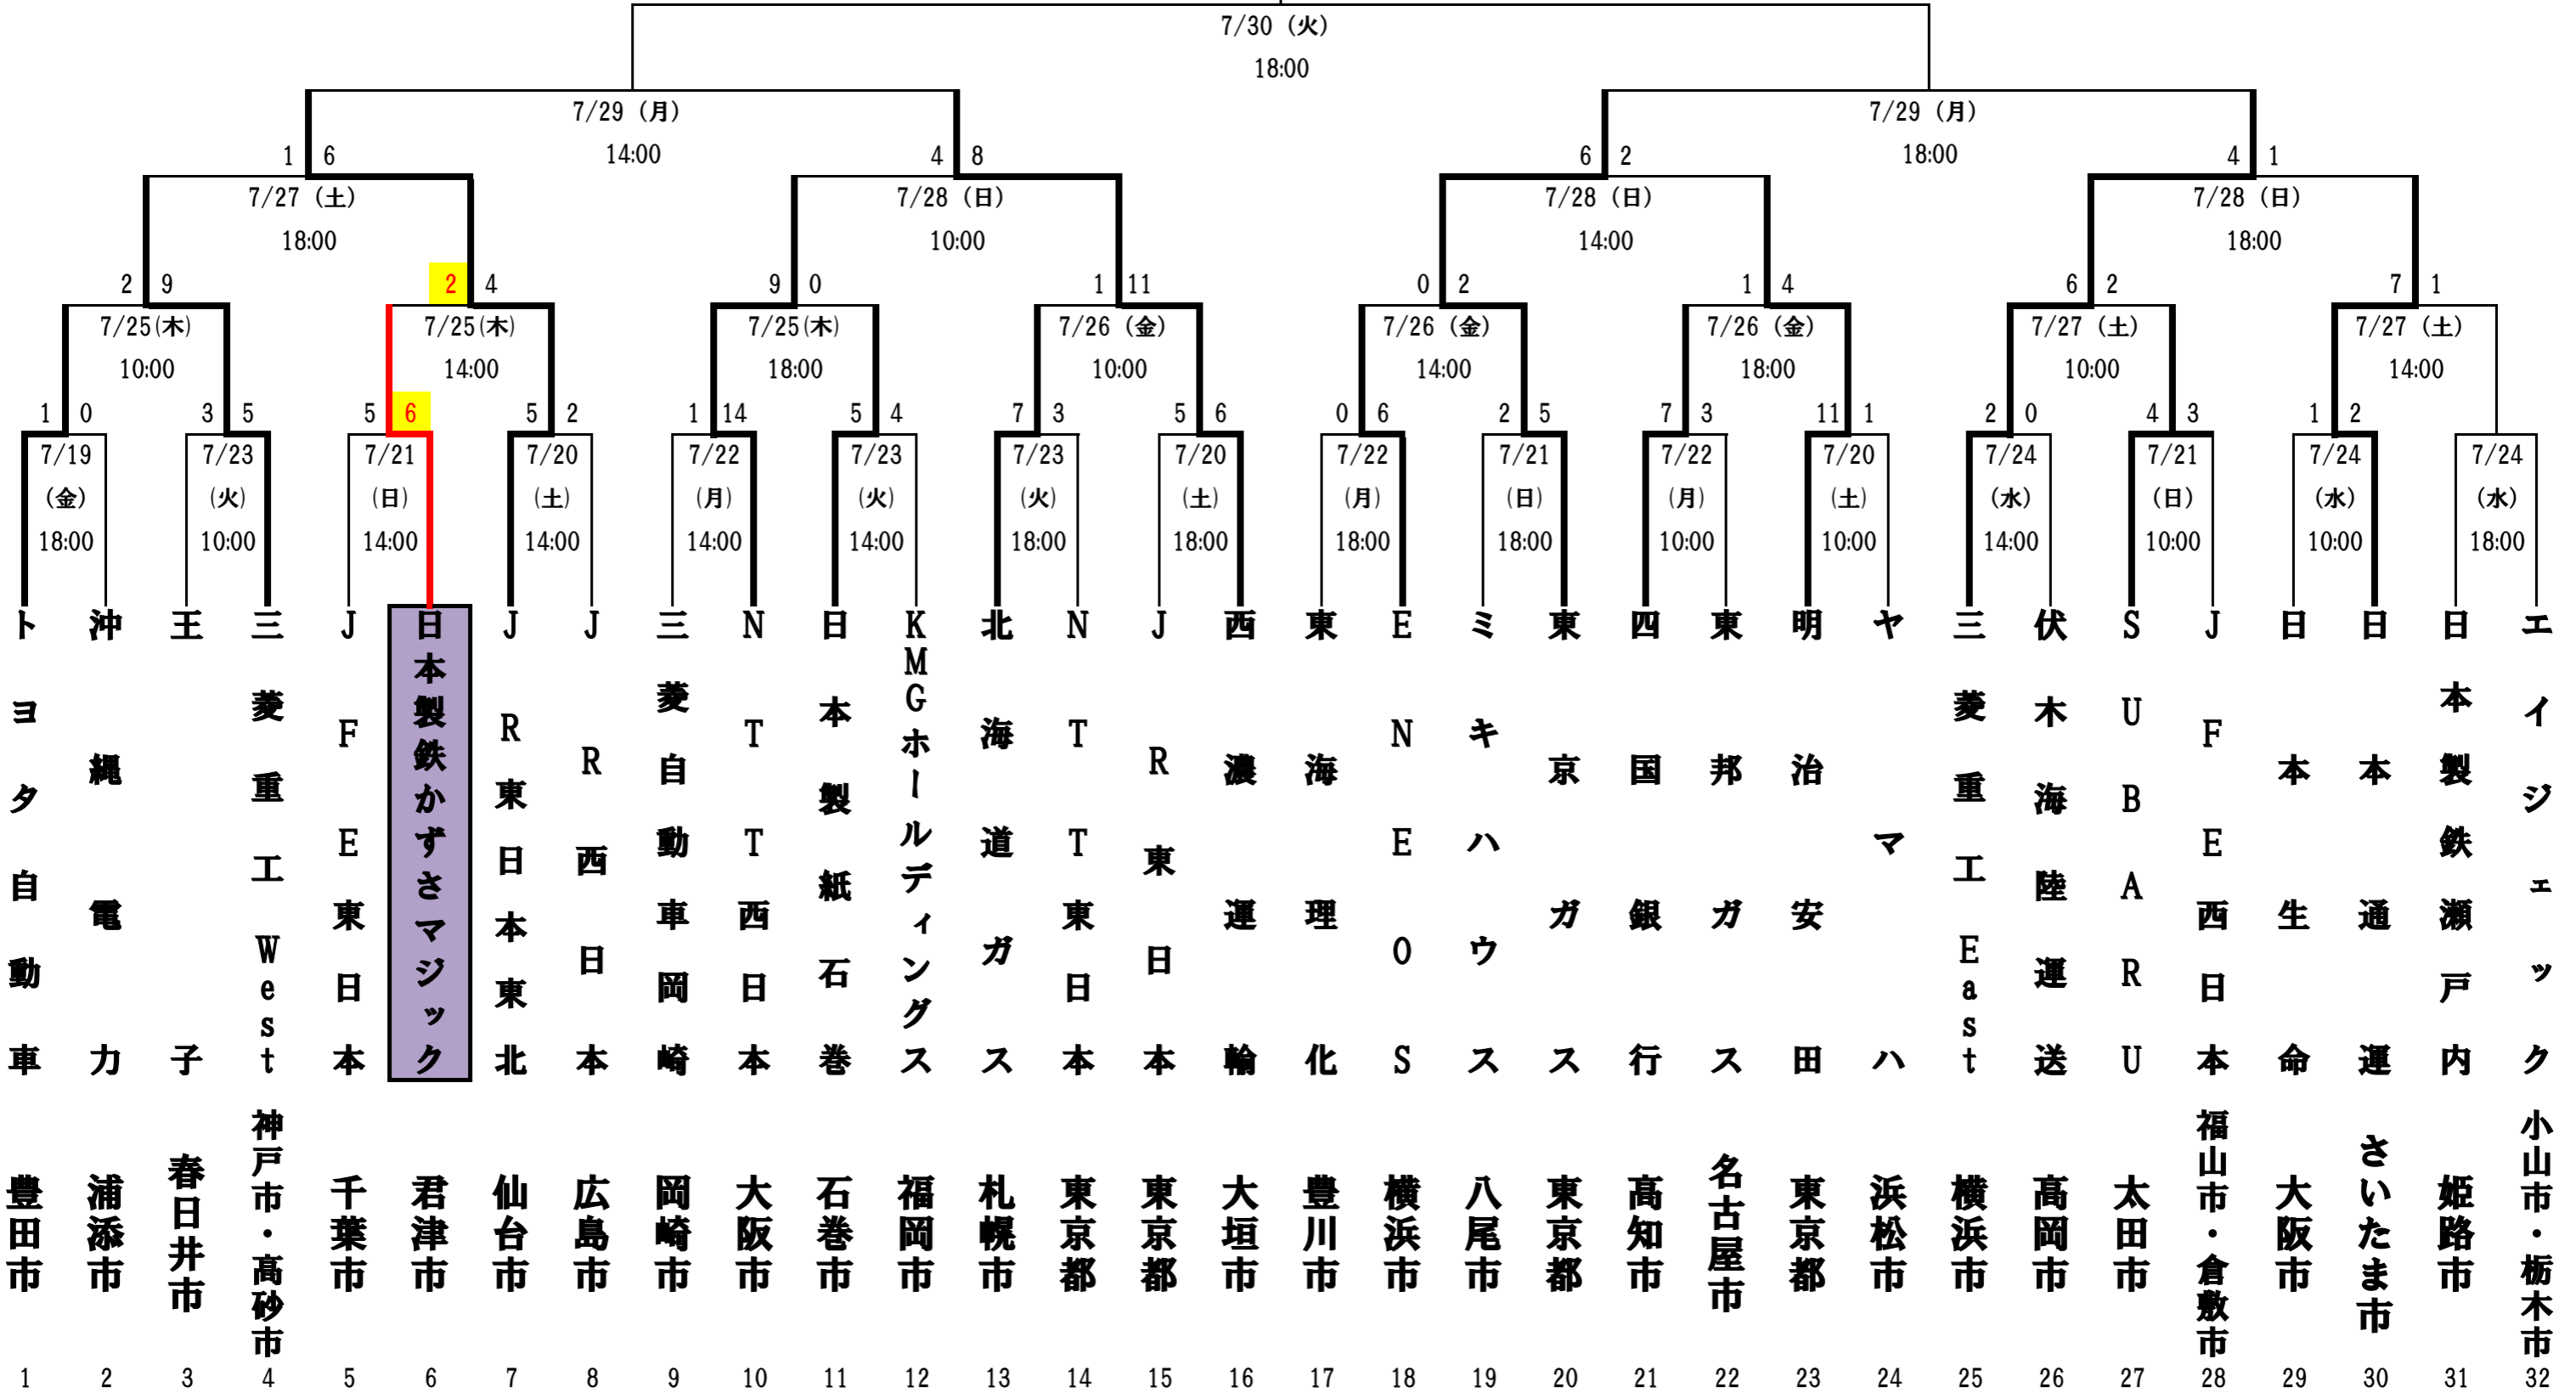 7/30 (火)
18:00
7/29 (月)
14:00
7/29 (月)
18:00
1 6
4 8
6 2
4 1
7/27 (土)
18:00
7/28 (日)
10:00
7/28 (日)
14:00
7/28 (日)
18:00
2 9
2 4
9 0
1 11
0 2
1 4
6 2
7 1
7/25(木)
10:00
7/25(木)
14:00
7/25(木)
18:00
7/26 (金)
10:00
7/26 (金)
14:00
7/26 (金)
18:00
7/27 (土)
10:00
7/27 (土)
14:00
1 0
3 5
5 6
5 2
1 14
5 4
7 3
5 6
0 6
2 5
7 3
11 1
2 0
4 3
1 2
7/19
(金)
18:00
7/23
(火)
10:00
7/21
(日)
14:00
7/20
(土)
14:00
7/22
(月)
14:00
7/23
(火)
14:00
7/23
(火)
18:00
7/20
(土)
18:00
7/22
(月)
18:00
7/21
(日)
18:00
7/22
(月)
10:00
7/20
(土)
10:00
7/24
(水)
14:00
7/21
(日)
10:00
7/24
(水)
10:00
7/24
(水)
18:00
トヨタ自動車
沖縄電力
王子
三菱重工West
JFE東日本
日本製鉄かずさマジック
JR東日本東北
JR西日本
三菱自動車岡崎
NTT西日本
日本製紙石巻
KMGホールディングス
北海道ガス
NTT東日本
JR東日本
西濃運輸
東海理化
ENEOS
ミキハウス
東京ガス
四国銀行
東邦ガス
明治安田
ヤマハ
三菱重工East
伏木海陸運送
SUBARU
JFE西日本
日本生命
日本通運
日本製鉄瀬戸内
エイジェック
豊田市
浦添市
春日井市
神戸市・高砂市
千葉市
君津市
仙台市
広島市
岡崎市
大阪市
石巻市
福岡市
札幌市
東京都
東京都
大垣市
豊川市
横浜市
八尾市
東京都
高知市
名古屋市
東京都
浜松市
横浜市
高岡市
太田市
福山市・倉敷市
大阪市
さいたま市
姫路市
小山市・栃木市
1 2 3 4 5 6 7 8 9 10 11 12 13 14 15 16 17 18 19 20 21 22 23 24 25 26 27 28 29 30 31 32